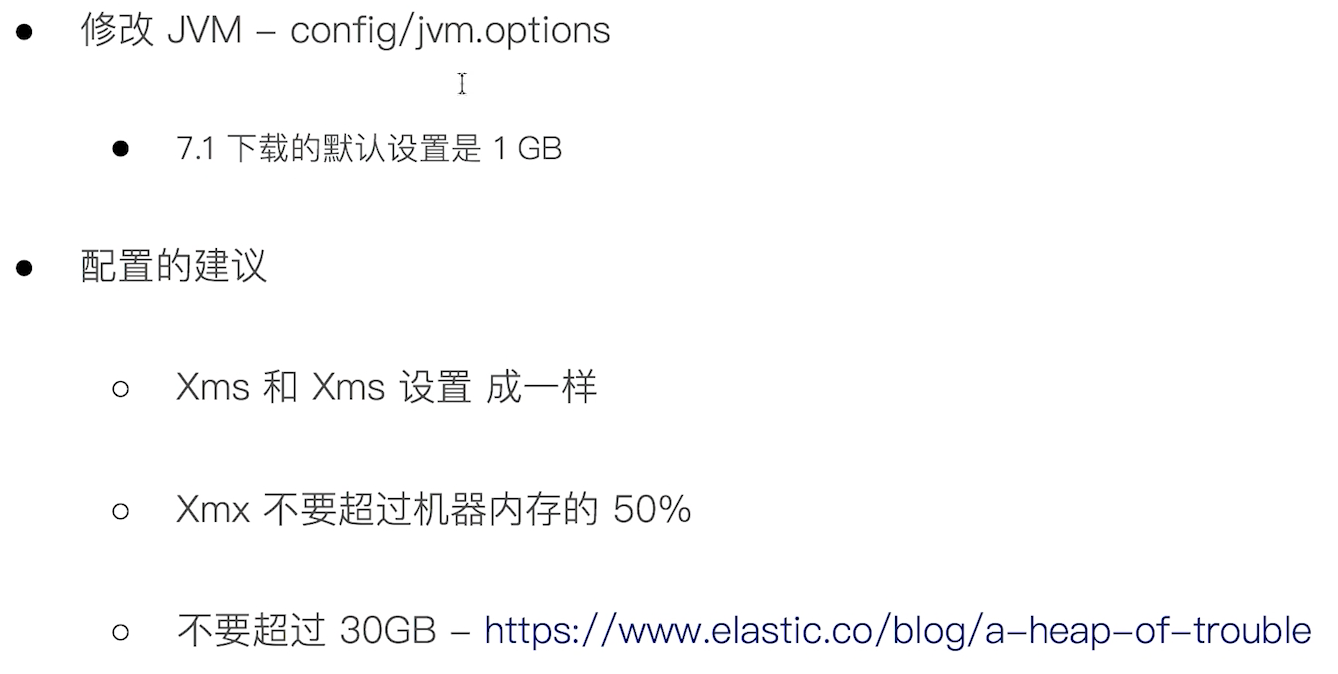 修改 JVM – config/jvm.options
7.1 下载的默认设置是 1 GB
配置的建议
Xms 和 Xms 设置 成一样
Xmx 不要超过机器内存的 50%
不要超过 30GB – https://www.elastic.co/blog/a-heap-of-trouble